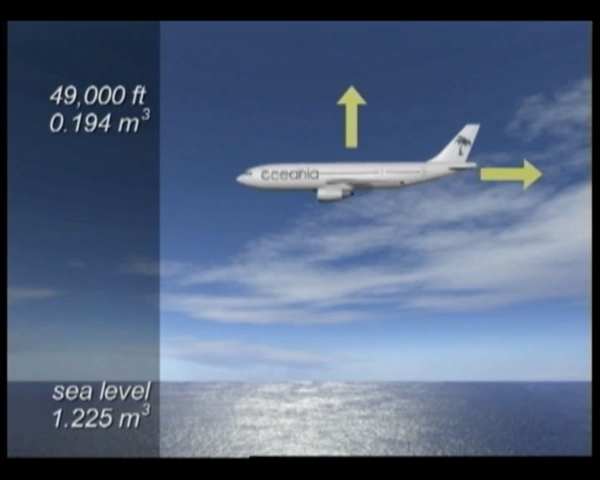 49,000 ft
0.194 m³
oceania
sea level
1.225 m³